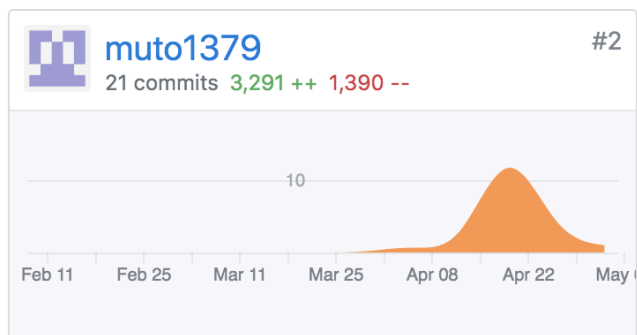 muto1379
#2
21 commits 3,291 ++ 1,390 --
10
Feb 11 Feb 25 Mar 11 Mar 25 Apr 08 Apr 22 May